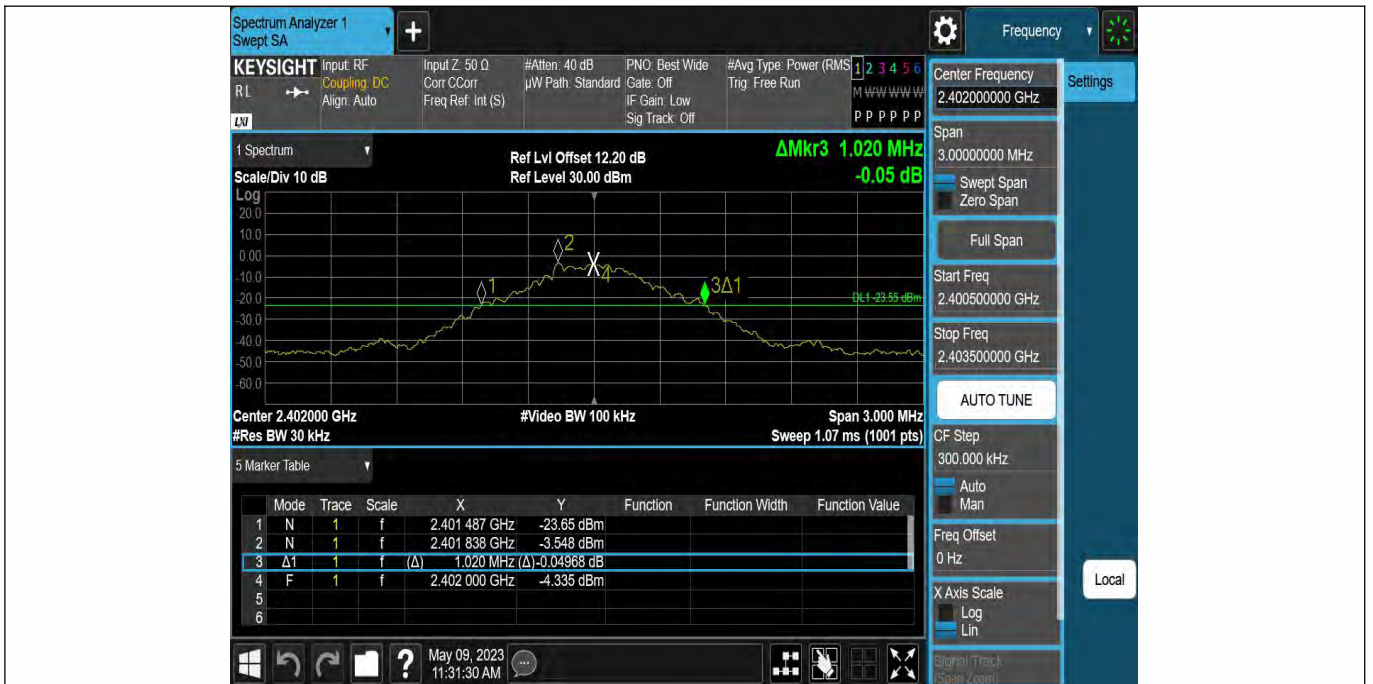 Spectrum Analyzer 1
Swept SA
Frequency
KEYSIGHT
RL
LXI
Input: RF
Coupling: DC
Align: Auto
Input Z: 50 Ω
Corr CCorr
Freq Ref: Int (S)
#Atten: 40 dB
µW Path: Standard
PNO: Best Wide
Gate: Off
IF Gain: Low
Sig Track: Off
#Avg Type: Power (RMS
Trig: Free Run
1 2 3 4 5 6
M W W W W W
P P P P P P
1 Spectrum
Scale/Div 10 dB
Ref Lvl Offset 12.20 dB
Ref Level 30.00 dBm
ΔMkr3 1.020 MHz
-0.05 dB
Log
20.0
10.0
0.00
-10.0
-20.0
-30.0
-40.0
-50.0
-60.0
1
2
4
3Δ1
DL1 -23.55 dBm
Center 2.402000 GHz
#Video BW 100 kHz
Span 3.000 MHz
#Res BW 30 kHz
Sweep 1.07 ms (1001 pts)
5 Marker Table
Mode Trace Scale X Y Function Function Width Function Value
1 N 1 f 2.401 487 GHz -23.65 dBm
2 N 1 f 2.401 838 GHz -3.548 dBm
3 Δ1 1 f (Δ) 1.020 MHz (Δ)-0.04968 dB
4 F 1 f 2.402 000 GHz -4.335 dBm
5
6
?
May 09, 2023
11:31:30 AM
Center Frequency
2.402000000 GHz
Settings
Span
3.00000000 MHz
Swept Span
Zero Span
Full Span
Start Freq
2.400500000 GHz
Stop Freq
2.403500000 GHz
AUTO TUNE
CF Step
300.000 kHz
Auto
Man
Freq Offset
0 Hz
X Axis Scale
Log
Lin
Signal Track
(Span Zoom)
Local